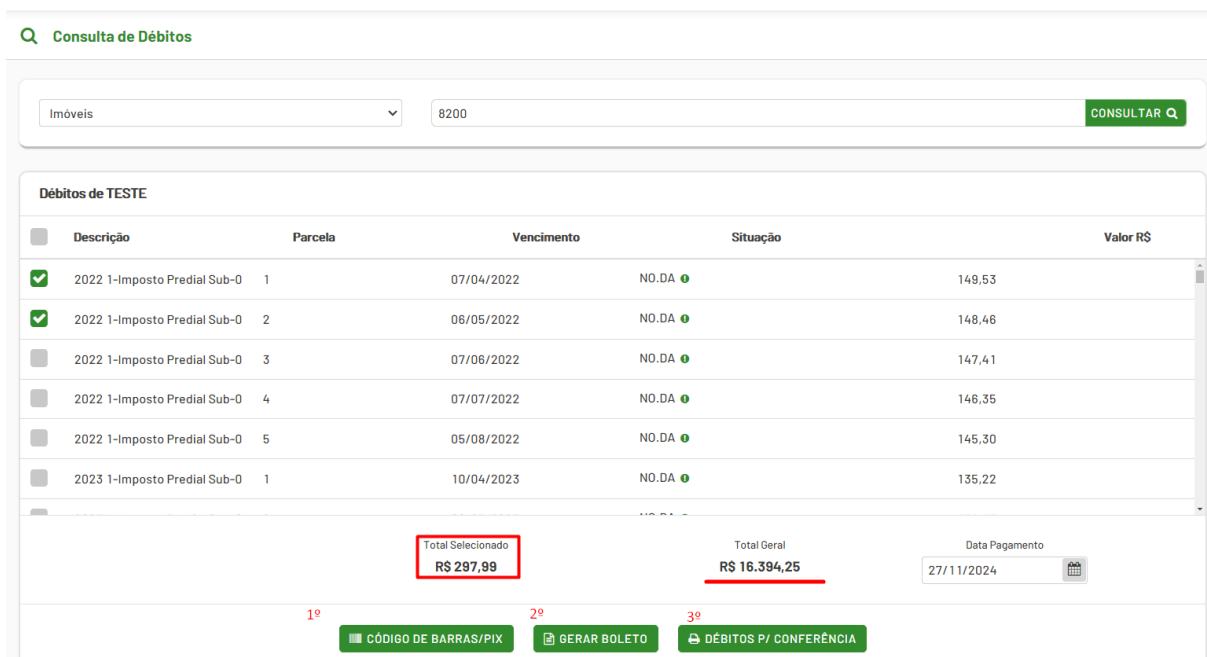 Consulta de Débitos
Imóveis 8200 CONSULTAR
Débitos de TESTE
Descrição Parcela Vencimento Situação Valor R$
2022 1-Imposto Predial Sub-0 1 07/04/2022 NO.DA 149,53
2022 1-Imposto Predial Sub-0 2 06/05/2022 NO.DA 148,46
2022 1-Imposto Predial Sub-0 3 07/06/2022 NO.DA 147,41
2022 1-Imposto Predial Sub-0 4 07/07/2022 NO.DA 146,35
2022 1-Imposto Predial Sub-0 5 05/08/2022 NO.DA 145,30
2023 1-Imposto Predial Sub-0 1 10/04/2023 NO.DA 135,22
Total Selecionado Total Geral Data Pagamento
R$ 297,99 R$ 16.394,25 27/11/2024
1º 2º 3º
CÓDIGO DE BARRAS/PIX GERAR BOLETO DÉBITOS P/ CONFERÊNCIA